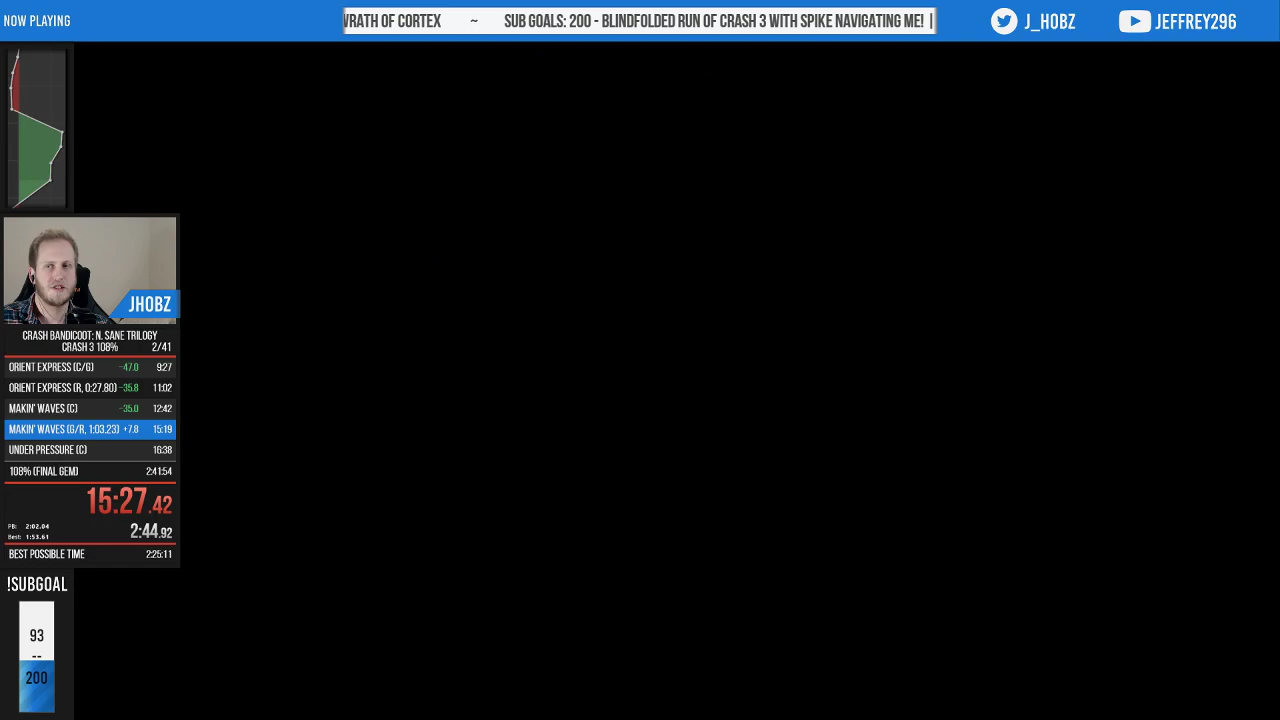 NOW PLAYING
WRATH OF CORTEX ~ SUB GOALS: 200 - BLINDFOLDED RUN OF CRASH 3 WITH SPIKE NAVIGATING ME! |
J_HOBZ
JEFFREY296
JHOBZ
CRASH BANDICOOT: N. SANE TRILOGY
CRASH 3 108% 2/41
ORIENT EXPRESS (C/G) -47.0 9:27
ORIENT EXPRESS (R, 0:27.80) -35.8 11:02
MAKIN' WAVES (C) -35.0 12:42
MAKIN' WAVES (G/R, 1:03.23) +7.8 15:19
UNDER PRESSURE (C) 16:38
108% (FINAL GEM) 2:41:54
15:27.42
PB: 2:02.04
Best: 1:53.61
2:44.92
BEST POSSIBLE TIME 2:25:11
!SUBGOAL
93
--
200